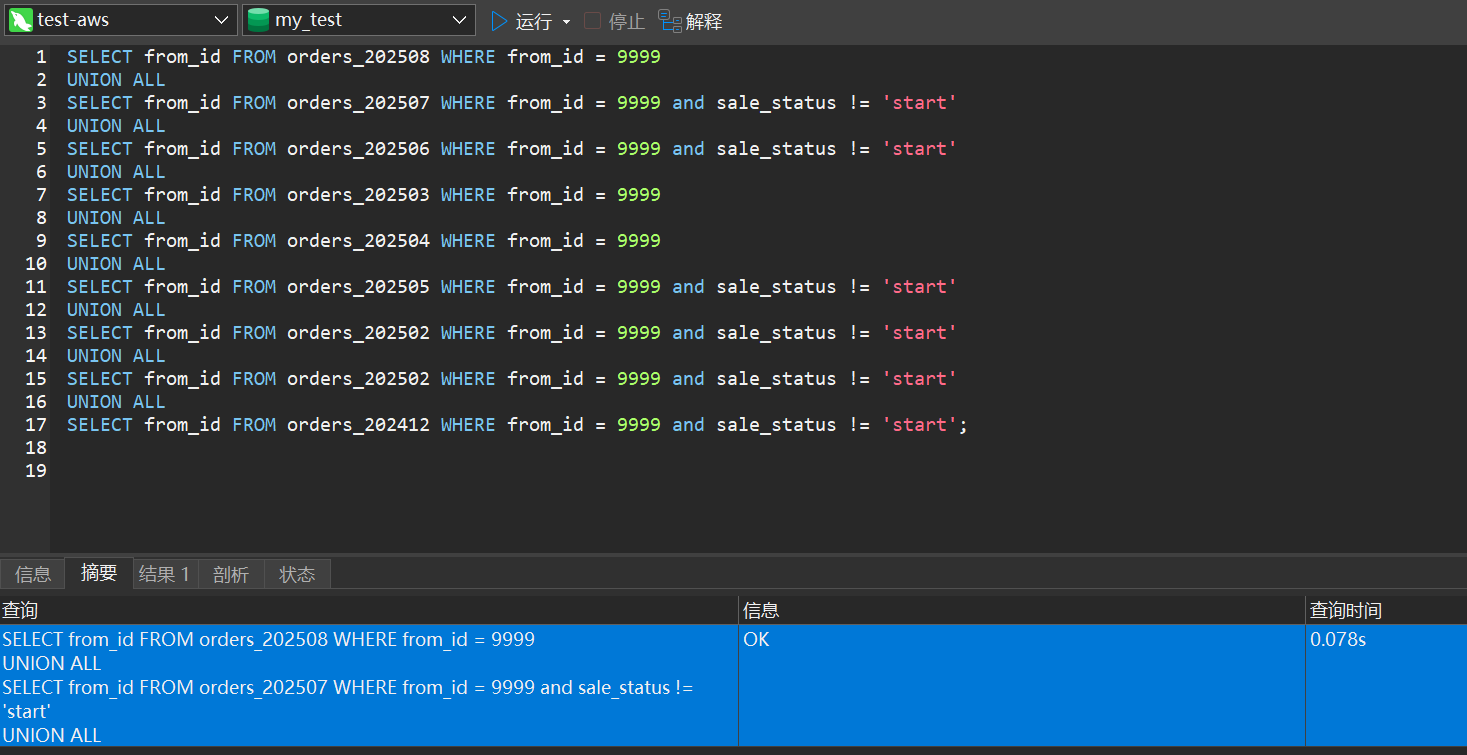 test-aws my_test 运行 停止 解释
1 SELECT from_id FROM orders_202508 WHERE from_id = 9999
2 UNION ALL
3 SELECT from_id FROM orders_202507 WHERE from_id = 9999 and sale_status != 'start'
4 UNION ALL
5 SELECT from_id FROM orders_202506 WHERE from_id = 9999 and sale_status != 'start'
6 UNION ALL
7 SELECT from_id FROM orders_202503 WHERE from_id = 9999
8 UNION ALL
9 SELECT from_id FROM orders_202504 WHERE from_id = 9999
10 UNION ALL
11 SELECT from_id FROM orders_202505 WHERE from_id = 9999 and sale_status != 'start'
12 UNION ALL
13 SELECT from_id FROM orders_202502 WHERE from_id = 9999 and sale_status != 'start'
14 UNION ALL
15 SELECT from_id FROM orders_202502 WHERE from_id = 9999 and sale_status != 'start'
16 UNION ALL
17 SELECT from_id FROM orders_202412 WHERE from_id = 9999 and sale_status != 'start';
18
19
信息 摘要 结果 1 剖析 状态
查询 信息 查询时间
SELECT from_id FROM orders_202508 WHERE from_id = 9999 OK 0.078s
UNION ALL
SELECT from_id FROM orders_202507 WHERE from_id = 9999 and sale_status !=
'start'
UNION ALL